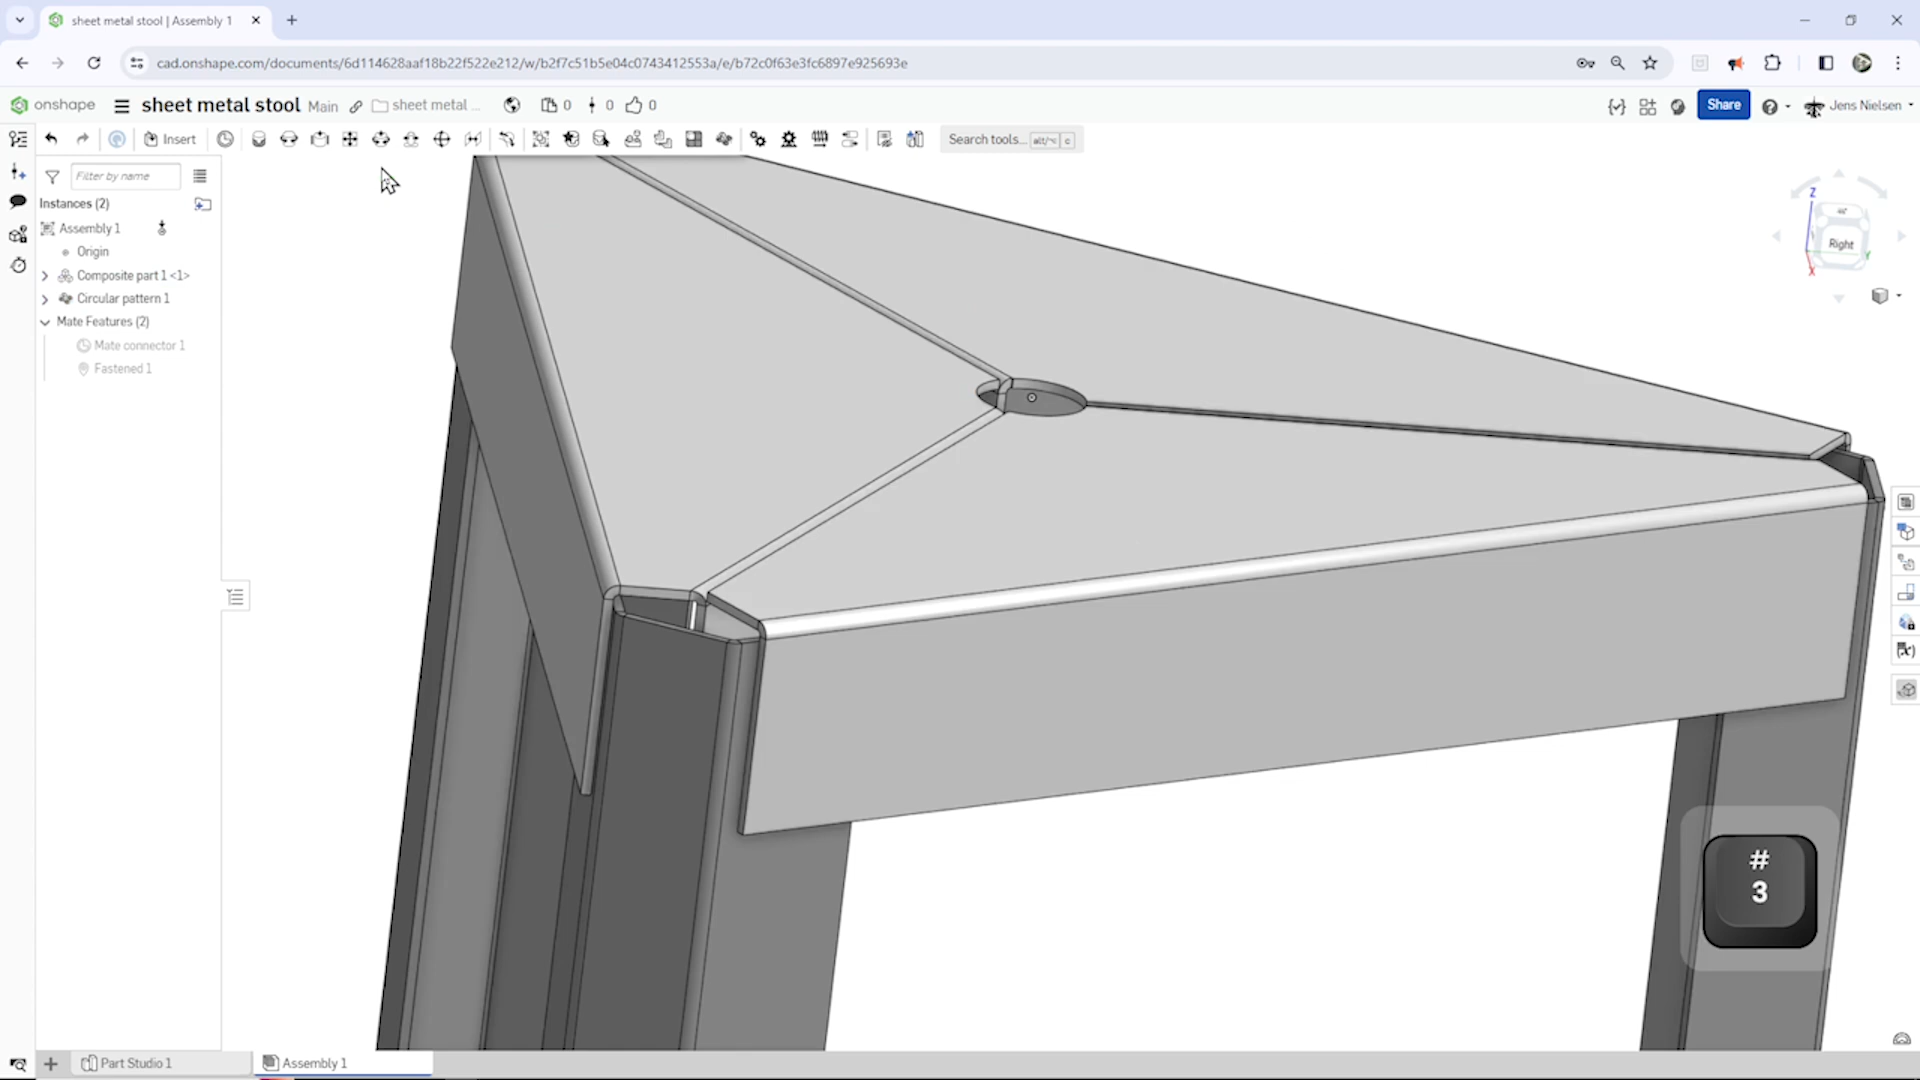 sheet metal stool | Assembly 1
cad.onshape.com/documents/6d114628aaf18b22f522e212/w/b2f7c51b5e04c0743412553a/e/b72c0f63e3fc6897e925693e
onshape
sheet metal stool
Main
sheet metal ...
0
0
0
Share
Jens Nielsen
Insert
Search tools... alt/⌥ c
Filter by name
Instances (2)
Assembly 1
Origin
Composite part 1 <1>
Circular pattern 1
Mate Features (2)
Mate connector 1
Fastened 1
Z
Right
Y
X
#
3
Part Studio 1
Assembly 1